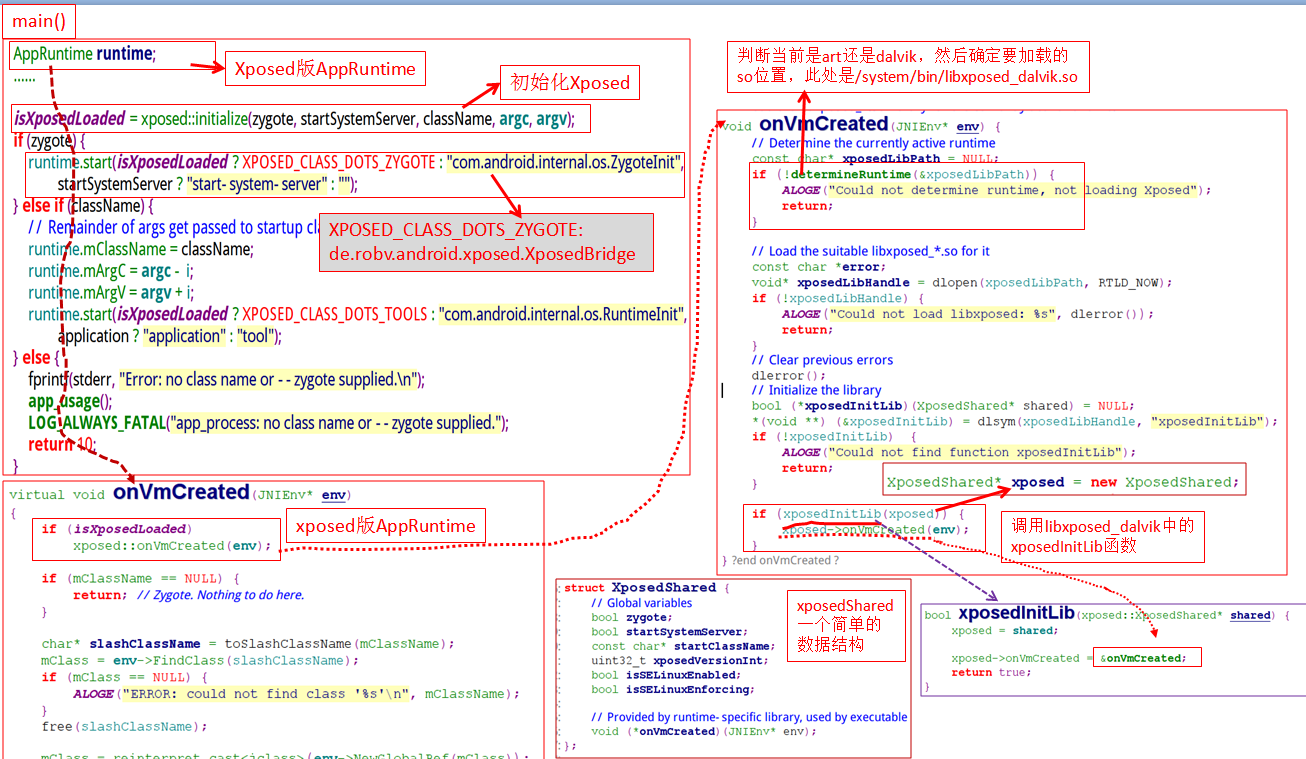 main()
AppRuntime runtime;
......
Xposed版AppRuntime
初始化Xposed
isXposedLoaded = xposed::initialize(zygote, startSystemServer, className, argc, argv);
if (zygote) {
runtime.start(isXposedLoaded ? XPOSED_CLASS_DOTS_ZYGOTE : "com.android.internal.os.ZygoteInit",
startSystemServer ? "start- system- server" : "");
} else if (className) {
// Remainder of args get passed to startup cl
XPOSED_CLASS_DOTS_ZYGOTE:
de.robv.android.xposed.XposedBridge
runtime.mClassName = className;
runtime.mArgC = argc - i;
runtime.mArgV = argv + i;
runtime.start(isXposedLoaded ? XPOSED_CLASS_DOTS_TOOLS : "com.android.internal.os.RuntimeInit",
application ? "application" : "tool");
} else {
fprintf(stderr, "Error: no class name or - - zygote supplied.\n");
app_usage();
LOG_ALWAYS_FATAL("app_process: no class name or - - zygote supplied.");
return 10;
}
virtual void onVmCreated(JNIEnv* env)
{
if (isXposedLoaded)
xposed::onVmCreated(env);
xposed版AppRuntime
if (mClassName == NULL) {
return; // Zygote. Nothing to do here.
}
char* slashClassName = toSlashClassName(mClassName);
mClass = env->FindClass(slashClassName);
if (mClass == NULL) {
ALOGE("ERROR: could not find class '%s'\n", mClassName);
}
free(slashClassName);
mClass = reinterpret_cast<jclass>(env->NewGlobalRef(mClass));
判断当前是art还是dalvik，然后确定要加载的
so位置，此处是/system/bin/libxposed_dalvik.so
void onVmCreated(JNIEnv* env) {
// Determine the currently active runtime
const char* xposedLibPath = NULL;
if (!determineRuntime(&xposedLibPath)) {
ALOGE("Could not determine runtime, not loading Xposed");
return;
}
// Load the suitable libxposed_*.so for it
const char *error;
void* xposedLibHandle = dlopen(xposedLibPath, RTLD_NOW);
if (!xposedLibHandle) {
ALOGE("Could not load libxposed: %s", dlerror());
return;
}
// Clear previous errors
dlerror();
// Initialize the library
bool (*xposedInitLib)(XposedShared* shared) = NULL;
*(void **) (&xposedInitLib) = dlsym(xposedLibHandle, "xposedInitLib");
if (!xposedInitLib) {
ALOGE("Could not find function xposedInitLib");
return;
}
XposedShared* xposed = new XposedShared;
if (xposedInitLib(xposed)) {
xposed->onVmCreated(env);
}
} ?end onVmCreated ?
调用libxposed_dalvik中的
xposedInitLib函数
struct XposedShared {
// Global variables
bool zygote;
bool startSystemServer;
const char* startClassName;
uint32_t xposedVersionInt;
bool isSELinuxEnabled;
bool isSELinuxEnforcing;
// Provided by runtime- specific library, used by executable
void (*onVmCreated)(JNIEnv* env);
};
xposedShared
一个简单的
数据结构
bool xposedInitLib(xposed::XposedShared* shared) {
xposed = shared;
xposed->onVmCreated = &onVmCreated;
return true;
}